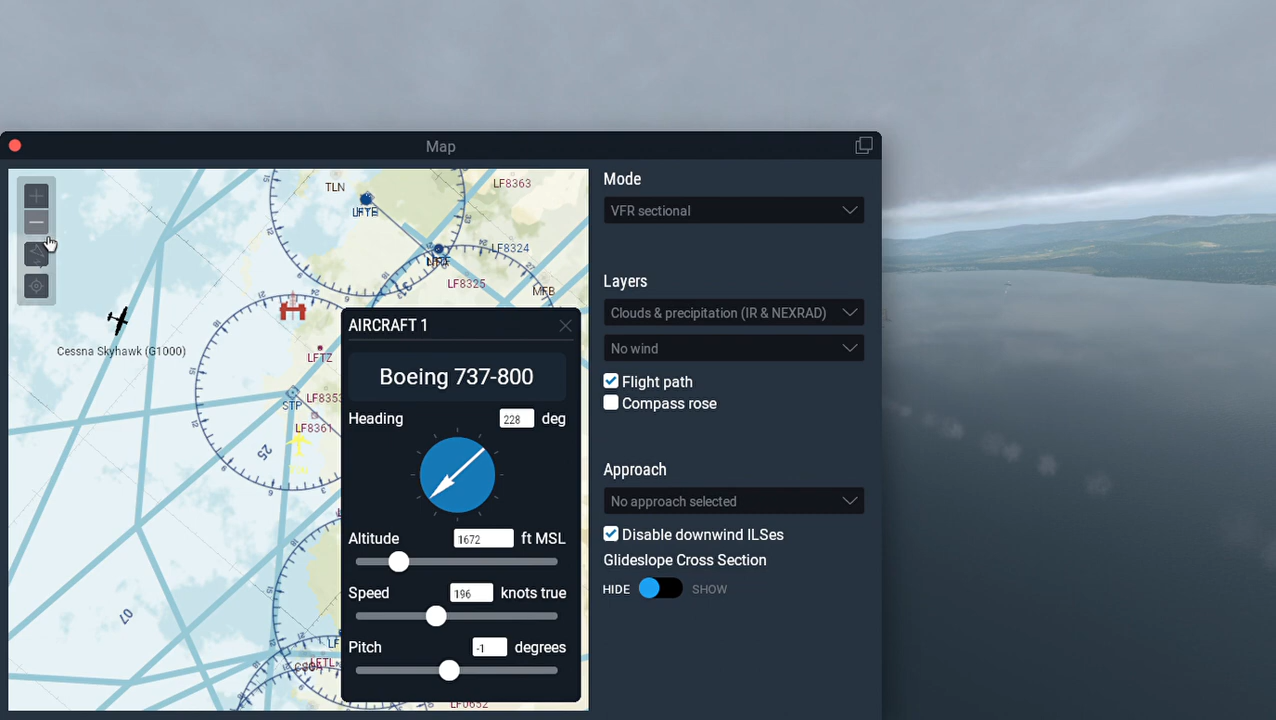 Map
TLN
LF8363
LF8324
LF8325
MFB
Cessna Skyhawk (G1000)
LFTZ
LF8353
STP
LF8361
25
07
LFTL
LF0652
AIRCRAFT 1
Boeing 737-800
Heading 228 deg
Altitude 1672 ft MSL
Speed 196 knots true
Pitch -1 degrees
Mode
VFR sectional
Layers
Clouds & precipitation (IR & NEXRAD)
No wind
Flight path
Compass rose
Approach
No approach selected
Disable downwind ILSes
Glideslope Cross Section
HIDE SHOW